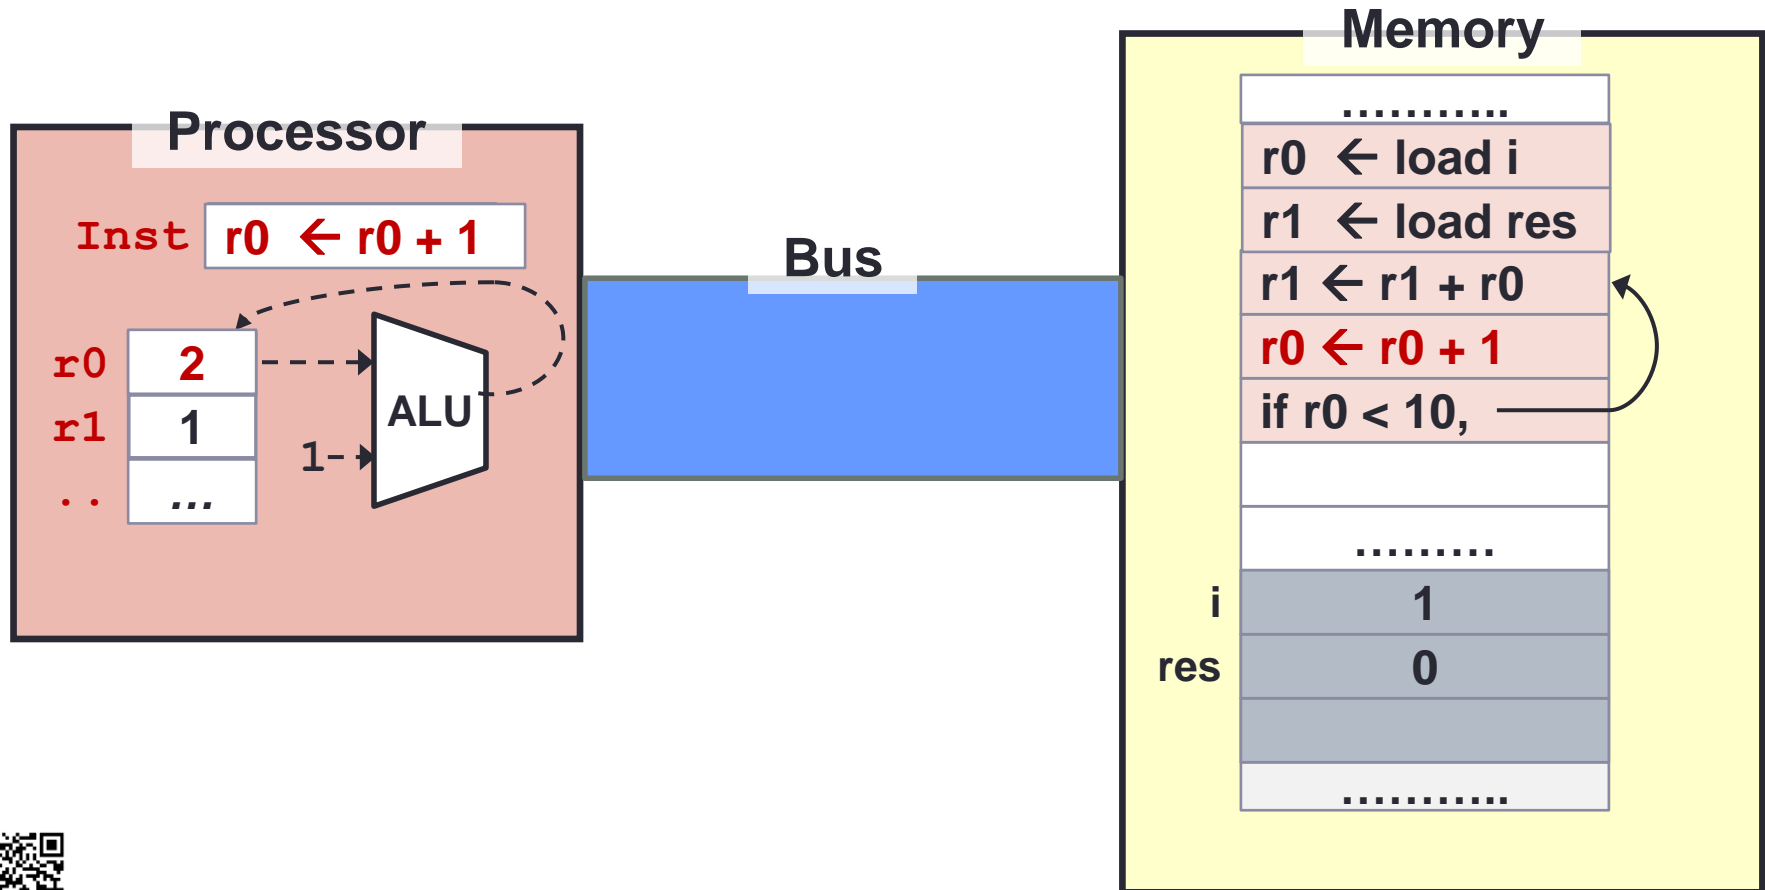 Processor
Inst r0 ← r0 + 1
r0 2
r1 1
.. ...
1
ALU
Bus
Memory
………..
r0 ← load i
r1 ← load res
r1 ← r1 + r0
r0 ← r0 + 1
if r0 < 10,
………
i 1
res 0
………..